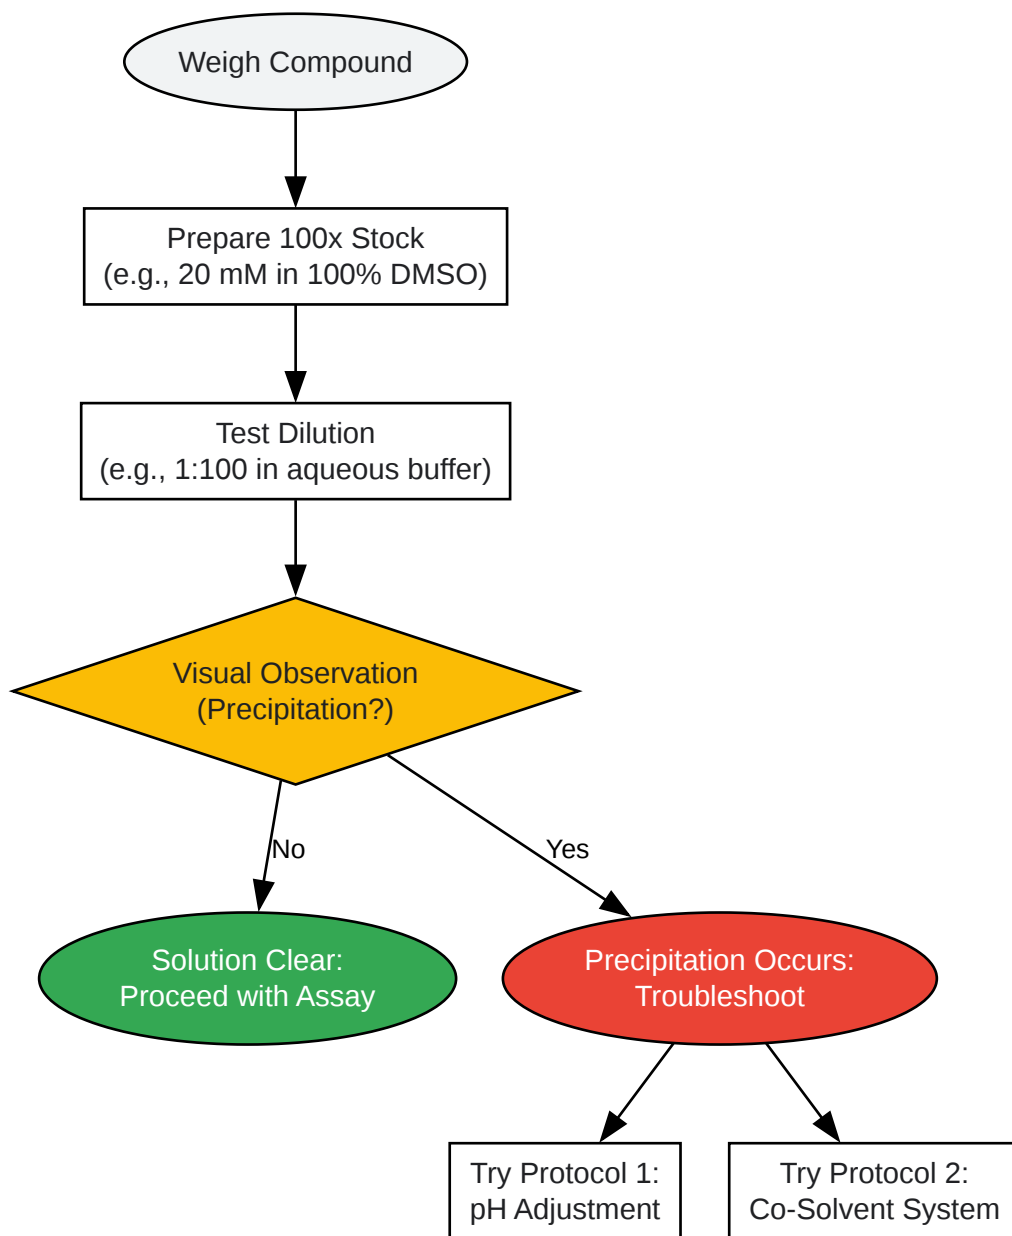 Weigh Compound
Prepare 100x Stock
(e.g., 20 mM in 100% DMSO)
Test Dilution
(e.g., 1:100 in aqueous buffer)
Visual Observation
(Precipitation?)
No
Yes
Solution Clear:
Proceed with Assay
Precipitation Occurs:
Troubleshoot
Try Protocol 1:
pH Adjustment
Try Protocol 2:
Co-Solvent System